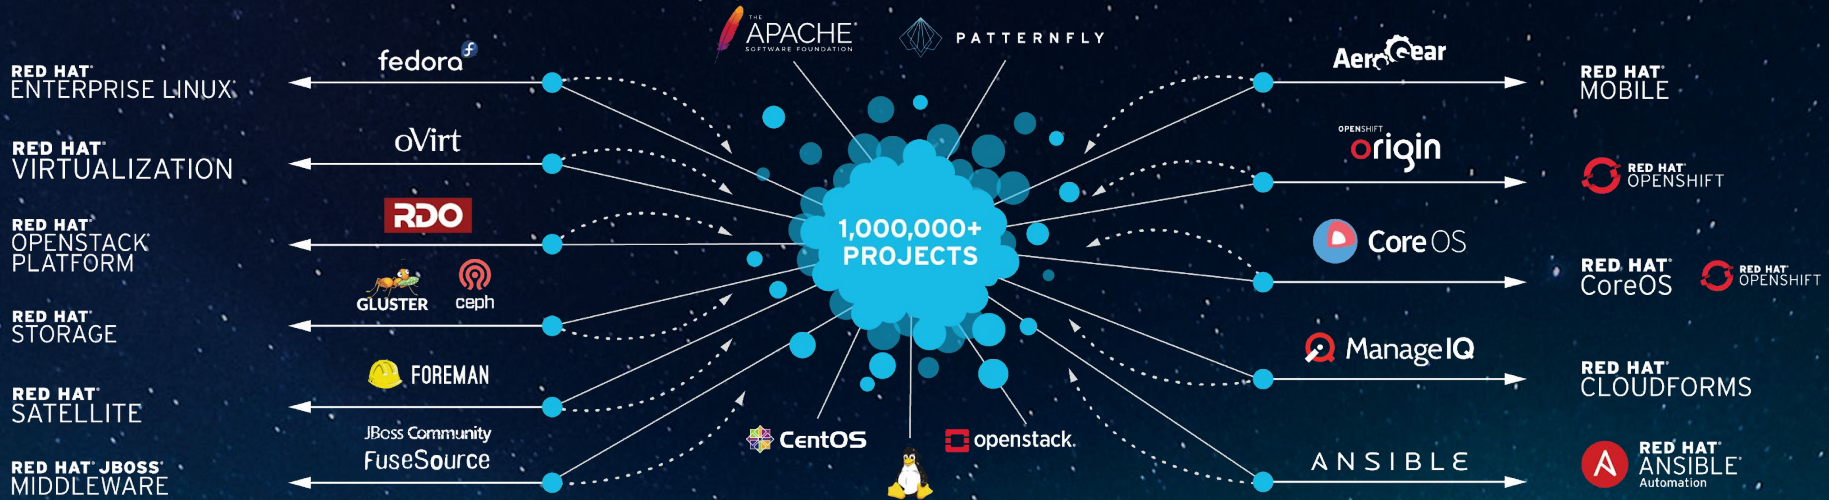 THE
APACHE®
SOFTWARE FOUNDATION
PATTERNFLY
1,000,000+
PROJECTS
CentOS
openstack.
RED HAT®
ENTERPRISE LINUX®
fedora
RED HAT®
VIRTUALIZATION
oVirt
RED HAT®
OPENSTACK®
PLATFORM
RDO
RED HAT®
STORAGE
GLUSTER
ceph
RED HAT®
SATELLITE
FOREMAN
RED HAT® JBOSS®
MIDDLEWARE
JBoss Community
FuseSource
AeroGear
RED HAT®
MOBILE
OPENSHIFT
origin
RED HAT®
OPENSHIFT
Core OS
RED HAT®
CoreOS
RED HAT®
OPENSHIFT
ManageIQ
RED HAT®
CLOUDFORMS
ANSIBLE
A
RED HAT®
ANSIBLE®
Automation